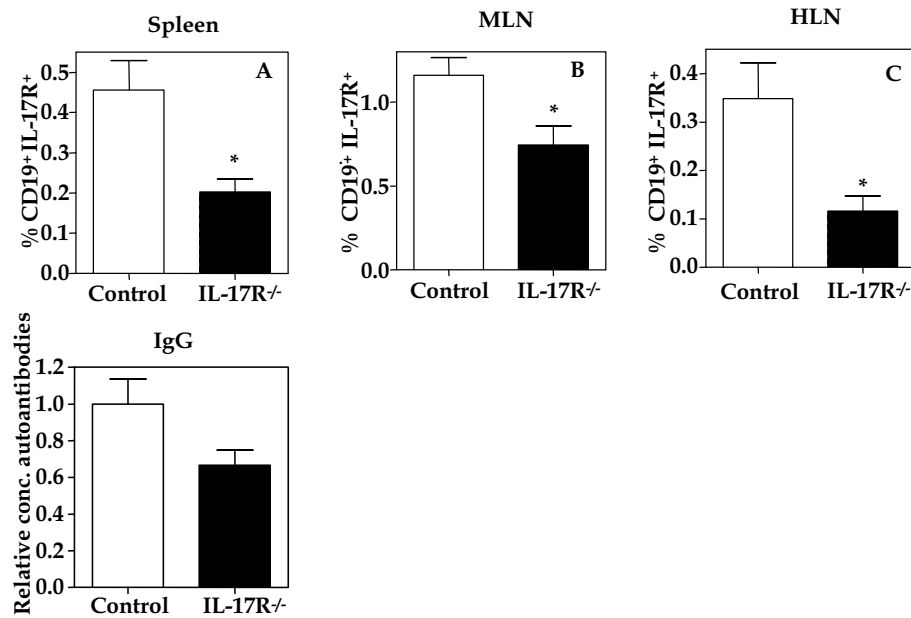 Spleen
% CD19⁺ IL-17R⁺
0.5
0.4
0.3
0.2
0.1
0.0
A
*
Control
IL-17R⁻/⁻
MLN
% CD19⁺ IL-17R⁺
1.0
0.5
0.0
B
*
Control
IL-17R⁻/⁻
HLN
% CD19⁺ IL-17R⁺
0.4
0.3
0.2
0.1
0.0
C
*
Control
IL-17R⁻/⁻
IgG
Relative conc. autoantibodies
1.2
1.0
0.8
0.6
0.4
0.2
0.0
Control
IL-17R⁻/⁻